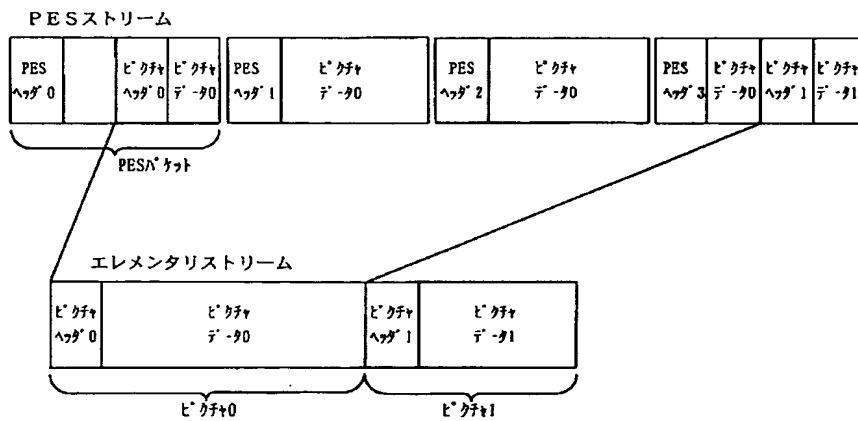 PESストリーム
PES ピクチャ ピクチャ PES ピクチャ PES ピクチャ PES ピクチャ ピクチャ ピクチャ
ヘッダ0 ヘッダ0 データ0 ヘッダ1 データ0 ヘッダ2 データ0 ヘッダ3 データ0 ヘッダ1 データ1
PESパケット
エレメンタリストリーム
ピクチャ ピクチャ ピクチャ ピクチャ
ヘッダ0 データ0 ヘッダ1 データ1
ピクチャ0 ピクチャ1